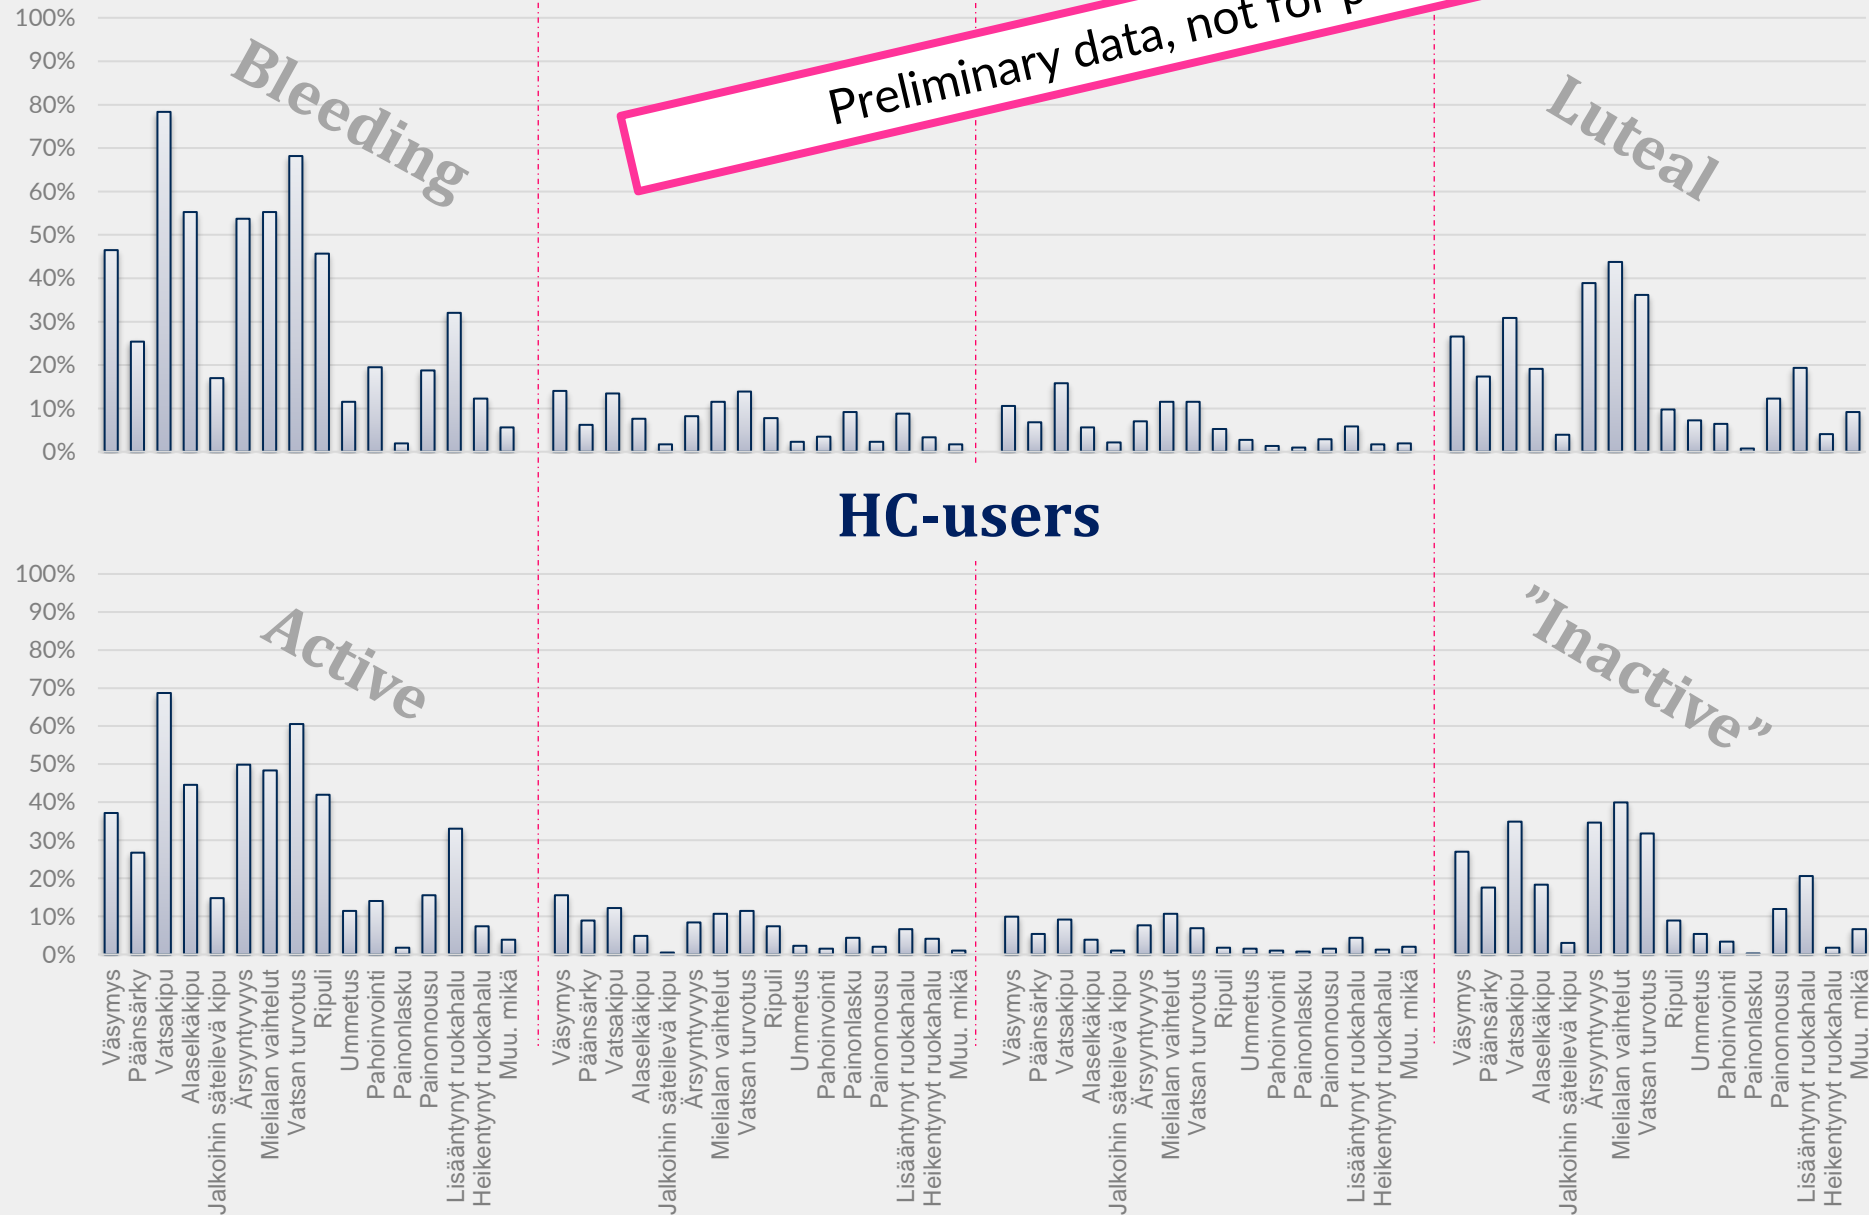 100%
90%
80%
70%
60%
50%
40%
30%
20%
10%
0%
Bleeding
Preliminary data, not for
Luteal
HC-users
100%
90%
80%
70%
60%
50%
40%
30%
20%
10%
0%
Active
”Inactive”
Väsymys
Päänsärky
Vatsakipu
Alaselkäkipu
Jalkoihin säteilevä kipu
Ärsyyntyvyys
Mielialan vaihtelut
Vatsan turvotus
Ripuli
Ummetus
Pahoinvointi
Painonlasku
Painonnousu
Lisääntynyt ruokahalu
Heikentynyt ruokahalu
Muu. mikä
Väsymys
Päänsärky
Vatsakipu
Alaselkäkipu
Jalkoihin säteilevä kipu
Ärsyyntyvyys
Mielialan vaihtelut
Vatsan turvotus
Ripuli
Ummetus
Pahoinvointi
Painonlasku
Painonnousu
Lisääntynyt ruokahalu
Heikentynyt ruokahalu
Muu. mikä
Väsymys
Päänsärky
Vatsakipu
Alaselkäkipu
Jalkoihin säteilevä kipu
Ärsyyntyvyys
Mielialan vaihtelut
Vatsan turvotus
Ripuli
Ummetus
Pahoinvointi
Painonlasku
Painonnousu
Lisääntynyt ruokahalu
Heikentynyt ruokahalu
Muu. mikä
Väsymys
Päänsärky
Vatsakipu
Alaselkäkipu
Jalkoihin säteilevä kipu
Ärsyyntyvyys
Mielialan vaihtelut
Vatsan turvotus
Ripuli
Ummetus
Pahoinvointi
Painonlasku
Painonnousu
Lisääntynyt ruokahalu
Heikentynyt ruokahalu
Muu. mikä